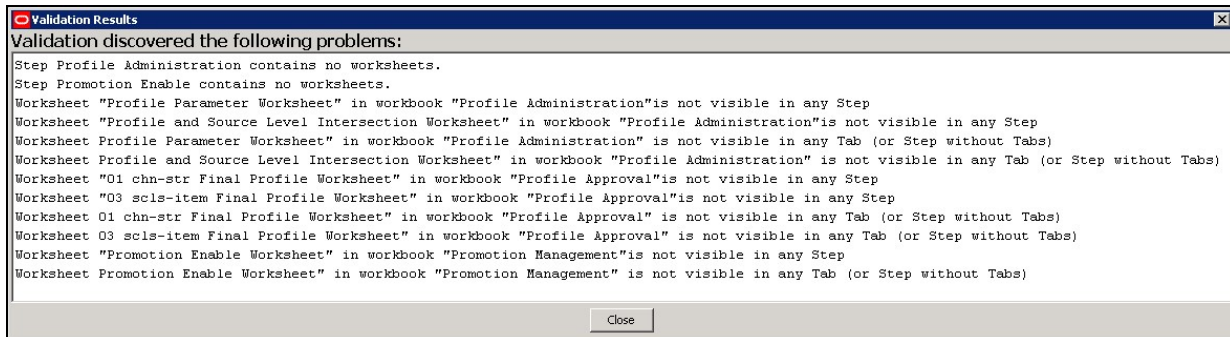 Validation Results
Validation discovered the following problems:
Step Profile Administration contains no worksheets.
Step Promotion Enable contains no worksheets.
Worksheet "Profile Parameter Worksheet" in workbook "Profile Administration"is not visible in any Step
Worksheet "Profile and Source Level Intersection Worksheet" in workbook "Profile Administration"is not visible in any Step
Worksheet Profile Parameter Worksheet" in workbook "Profile Administration" is not visible in any Tab (or Step without Tabs)
Worksheet Profile and Source Level Intersection Worksheet" in workbook "Profile Administration" is not visible in any Tab (or Step without Tabs)
Worksheet "01 chn-str Final Profile Worksheet" in workbook "Profile Approval"is not visible in any Step
Worksheet "03 scls-item Final Profile Worksheet" in workbook "Profile Approval"is not visible in any Step
Worksheet 01 chn-str Final Profile Worksheet" in workbook "Profile Approval" is not visible in any Tab (or Step without Tabs)
Worksheet 03 scls-item Final Profile Worksheet" in workbook "Profile Approval" is not visible in any Tab (or Step without Tabs)
Worksheet "Promotion Enable Worksheet" in workbook "Promotion Management"is not visible in any Step
Worksheet Promotion Enable Worksheet" in workbook "Promotion Management" is not visible in any Tab (or Step without Tabs)
Close